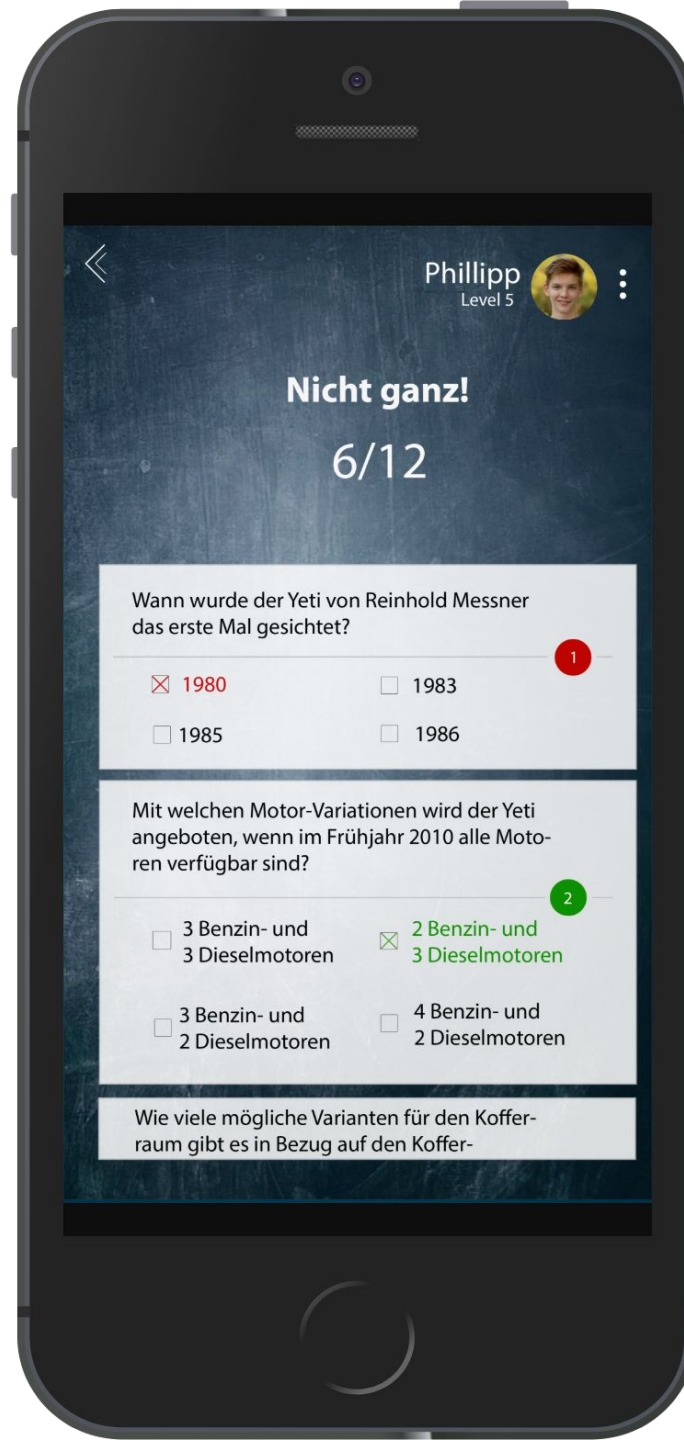 Phillipp
Level 5
Nicht ganz!
6/12
Wann wurde der Yeti von Reinhold Messner
das erste Mal gesichtet?
1
1980
1983
1985
1986
Mit welchen Motor-Variationen wird der Yeti
angeboten, wenn im Frühjahr 2010 alle Moto-
ren verfügbar sind?
2
3 Benzin- und
3 Dieselmotoren
2 Benzin- und
3 Dieselmotoren
3 Benzin- und
2 Dieselmotoren
4 Benzin- und
2 Dieselmotoren
Wie viele mögliche Varianten für den Koffer-
raum gibt es in Bezug auf den Koffer-